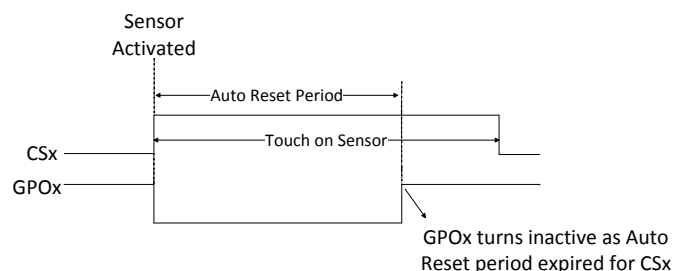 Sensor
Activated
Auto Reset Period
Touch on Sensor
CSx
GPOx
GPOx turns inactive as Auto
Reset period expired for CSx